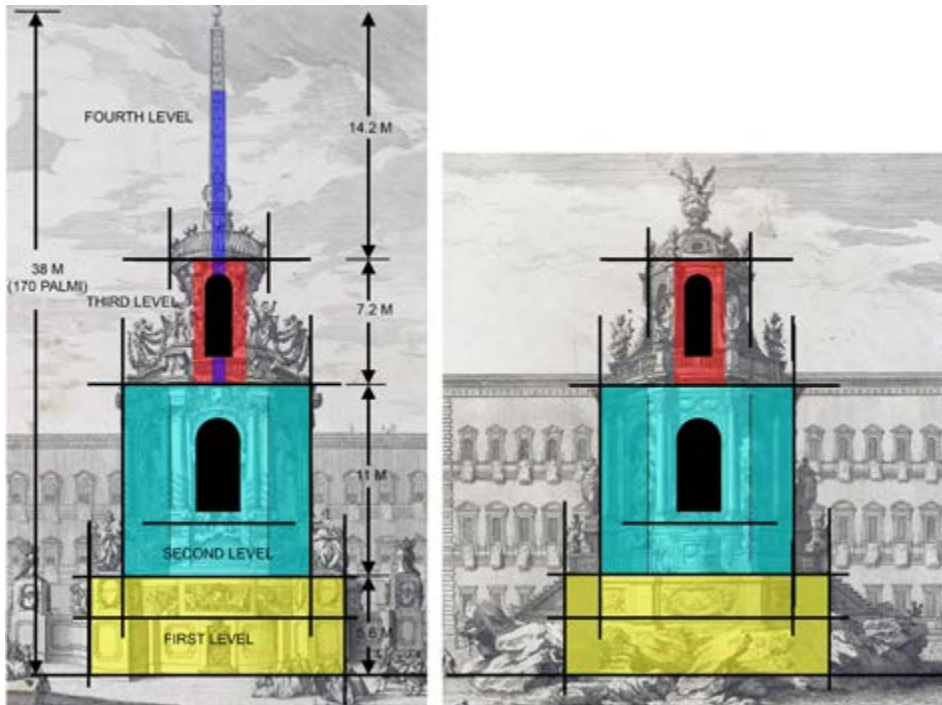 FOURTH LEVEL
14.2 M
38 M
(170 PALMI)
THIRD LEVEL
7.2 M
11 M
SECOND LEVEL
FIRST LEVEL
5.6 M